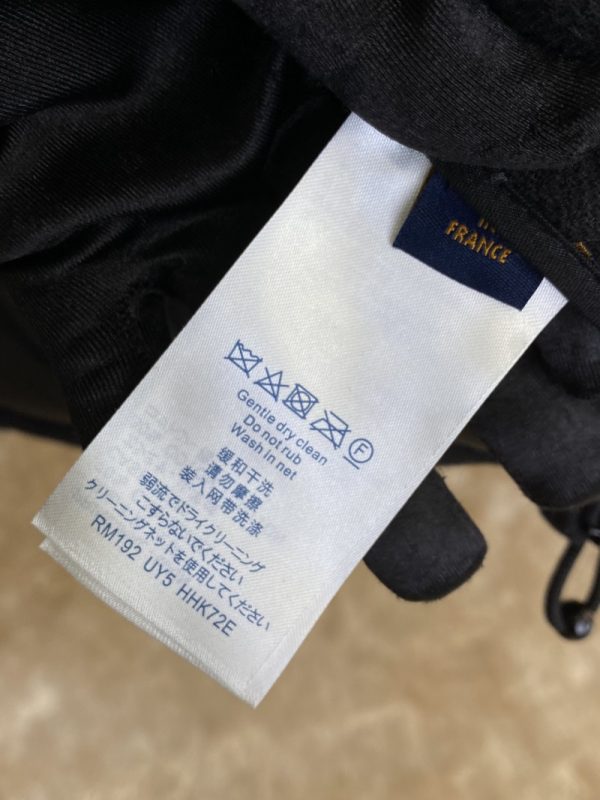 FRANCE
F
Gentle dry clean
Do not rub
Wash in net
缓和干洗
请勿摩擦
装入网带洗涤
弱流でドライクリーニング
こすらないでください
クリーニングネットを使用してください
RM192 UY5 HHK72E